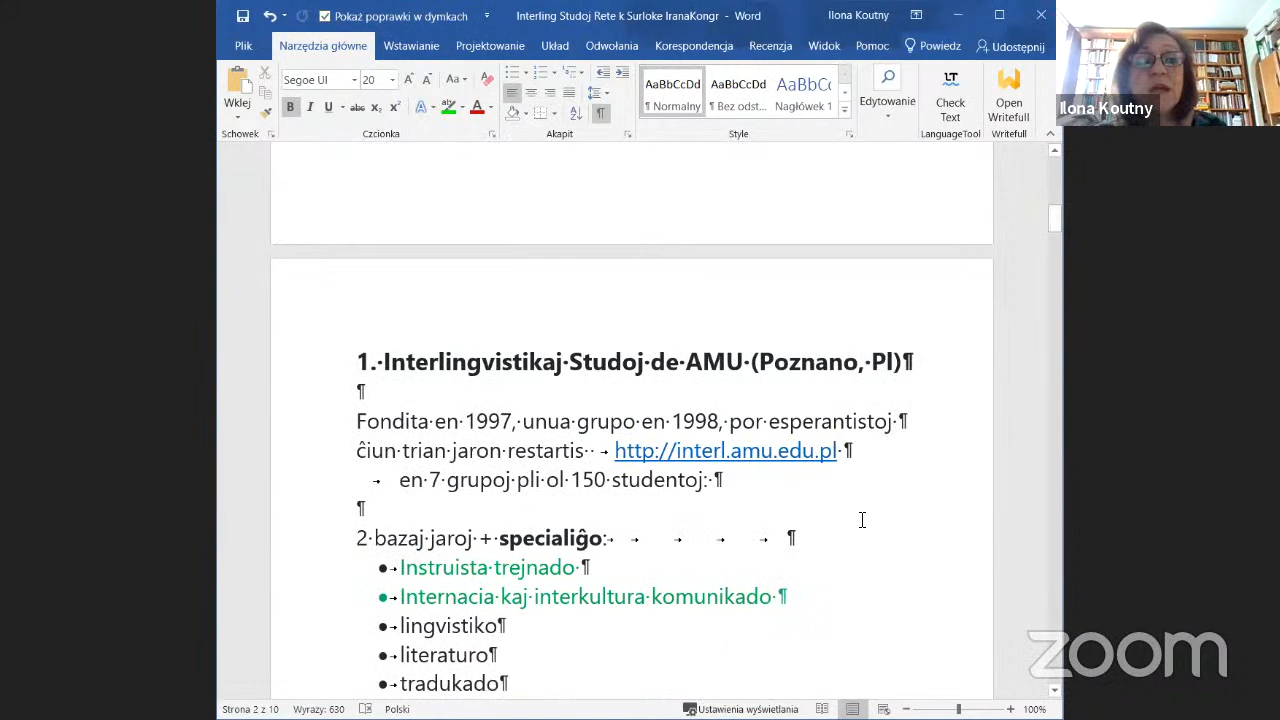 Pokaż poprawki w dymkach
Interling Studoj Rete k Surloke IranaKongr - Word
Ilona Koutny
Plik
Narzędzia główne
Wstawianie
Projektowanie
Układ
Odwołania
Korespondencja
Recenzja
Widok
Pomoc
Powiedz
Udostępnij
Wklej
Segoe UI
20
AaBbCcDd
¶ Normalny
AaBbCcDd
¶ Bez odst...
AaBbCc
Nagłówek 1
Edytowanie
Check Text
Open Writefull
Schowek
Czcionka
Akapit
Style
LanguageTool
Writefull
Ilona Koutny
1.·Interlingvistikaj·Studoj·de·AMU·(Poznano,·Pl)¶
¶
Fondita·en·1997,·unua·grupo·en·1998,·por·esperantistoj·¶
ĉiun·trian·jaron·restartis·· → http://interl.amu.edu.pl·¶
→ en·7·grupoj·pli·ol·150·studentoj:·¶
¶
2·bazaj·jaroj·+·specialiĝo:→ → → → → ¶
●→Instruista·trejnado·¶
●→Internacia·kaj·interkultura·komunikado·¶
●→lingvistiko¶
●→literaturo¶
●→tradukado¶
zoom
Strona 2 z 10
Wyrazy: 630
Polski
Ustawienia wyświetlania
100%